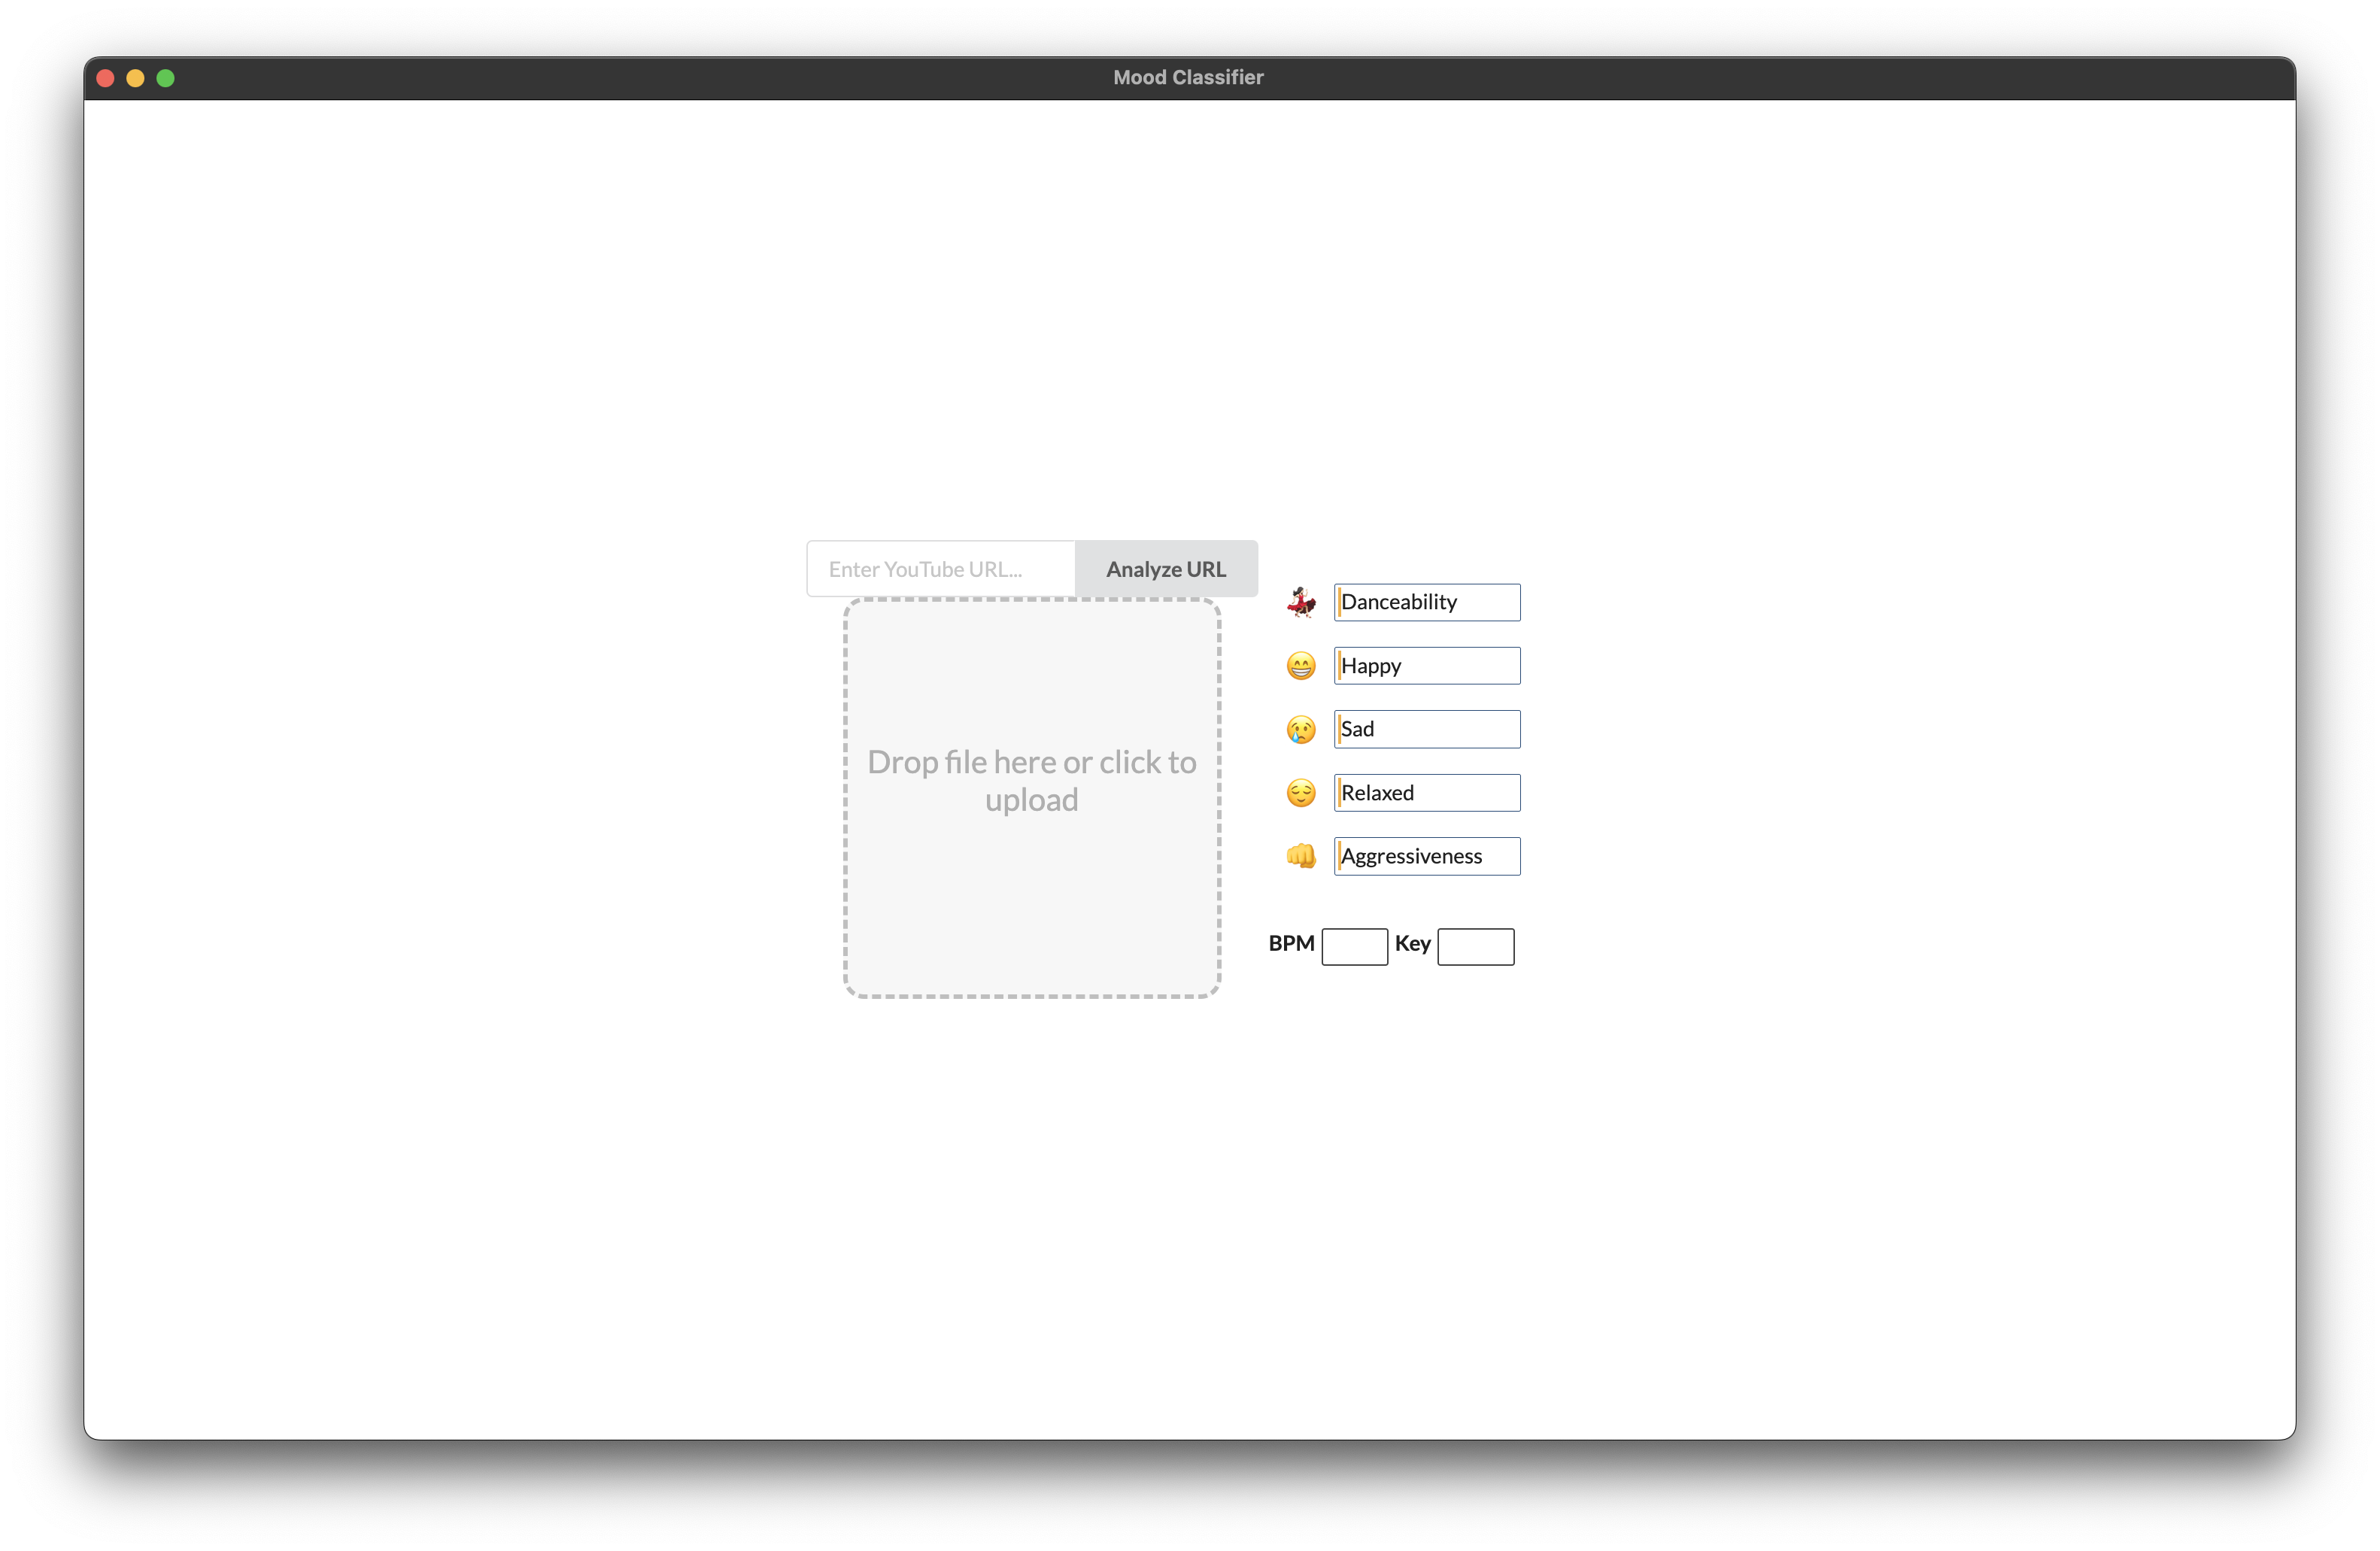 Mood Classifier
Enter YouTube URL...
Analyze URL
Drop file here or click to
upload
Danceability
Happy
Sad
Relaxed
Aggressiveness
BPM
Key